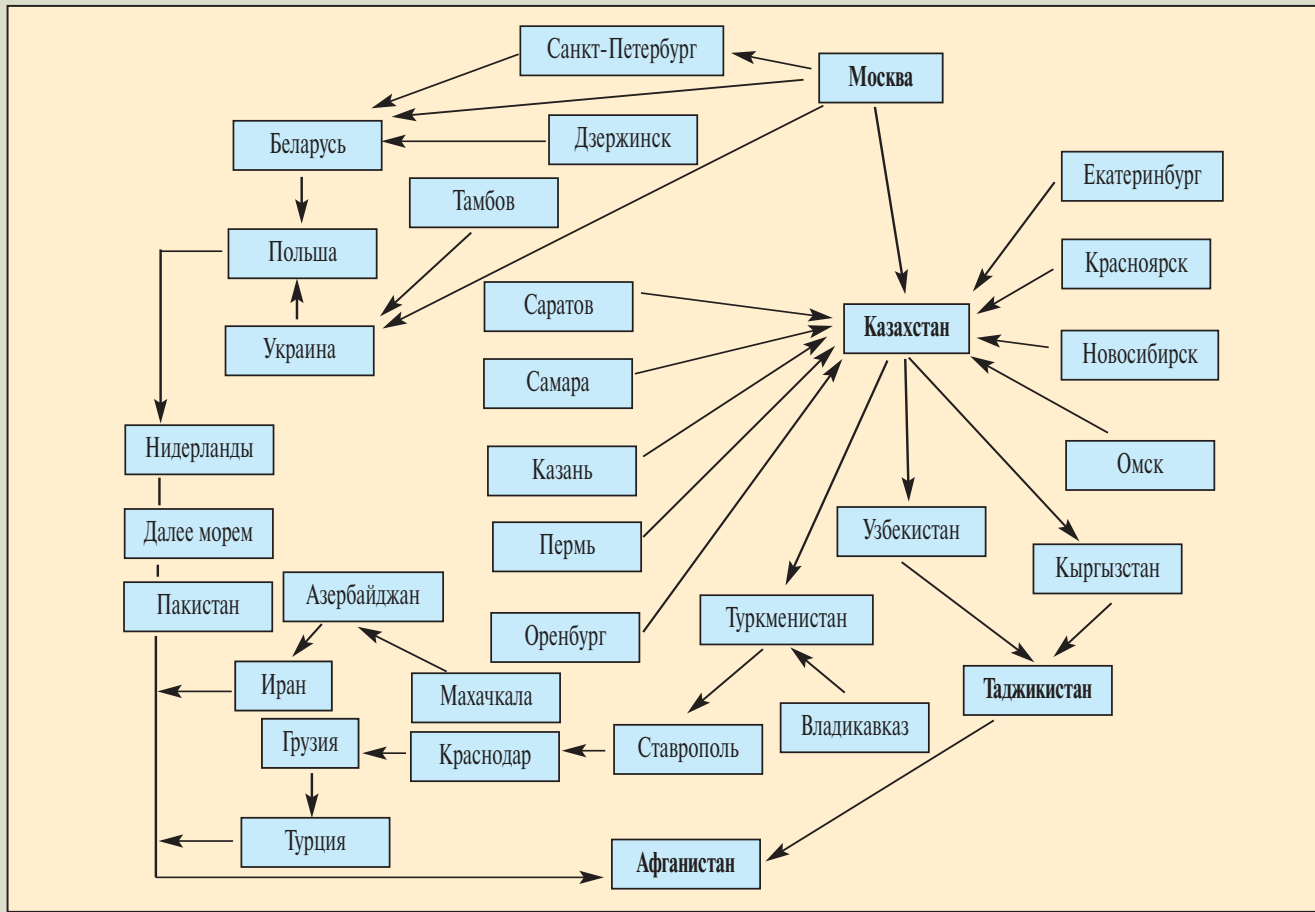 Санкт-Петербург
Москва
Беларусь
Дзержинск
Екатеринбург
Тамбов
Польша
Красноярск
Саратов
Казахстан
Украина
Новосибирск
Самара
Нидерланды
Казань
Омск
Далее морем
Пермь
Узбекистан
Кыргызстан
Пакистан
Азербайджан
Туркменистан
Оренбург
Иран
Махачкала
Таджикистан
Владикавказ
Грузия
Краснодар
Ставрополь
Турция
Афганистан